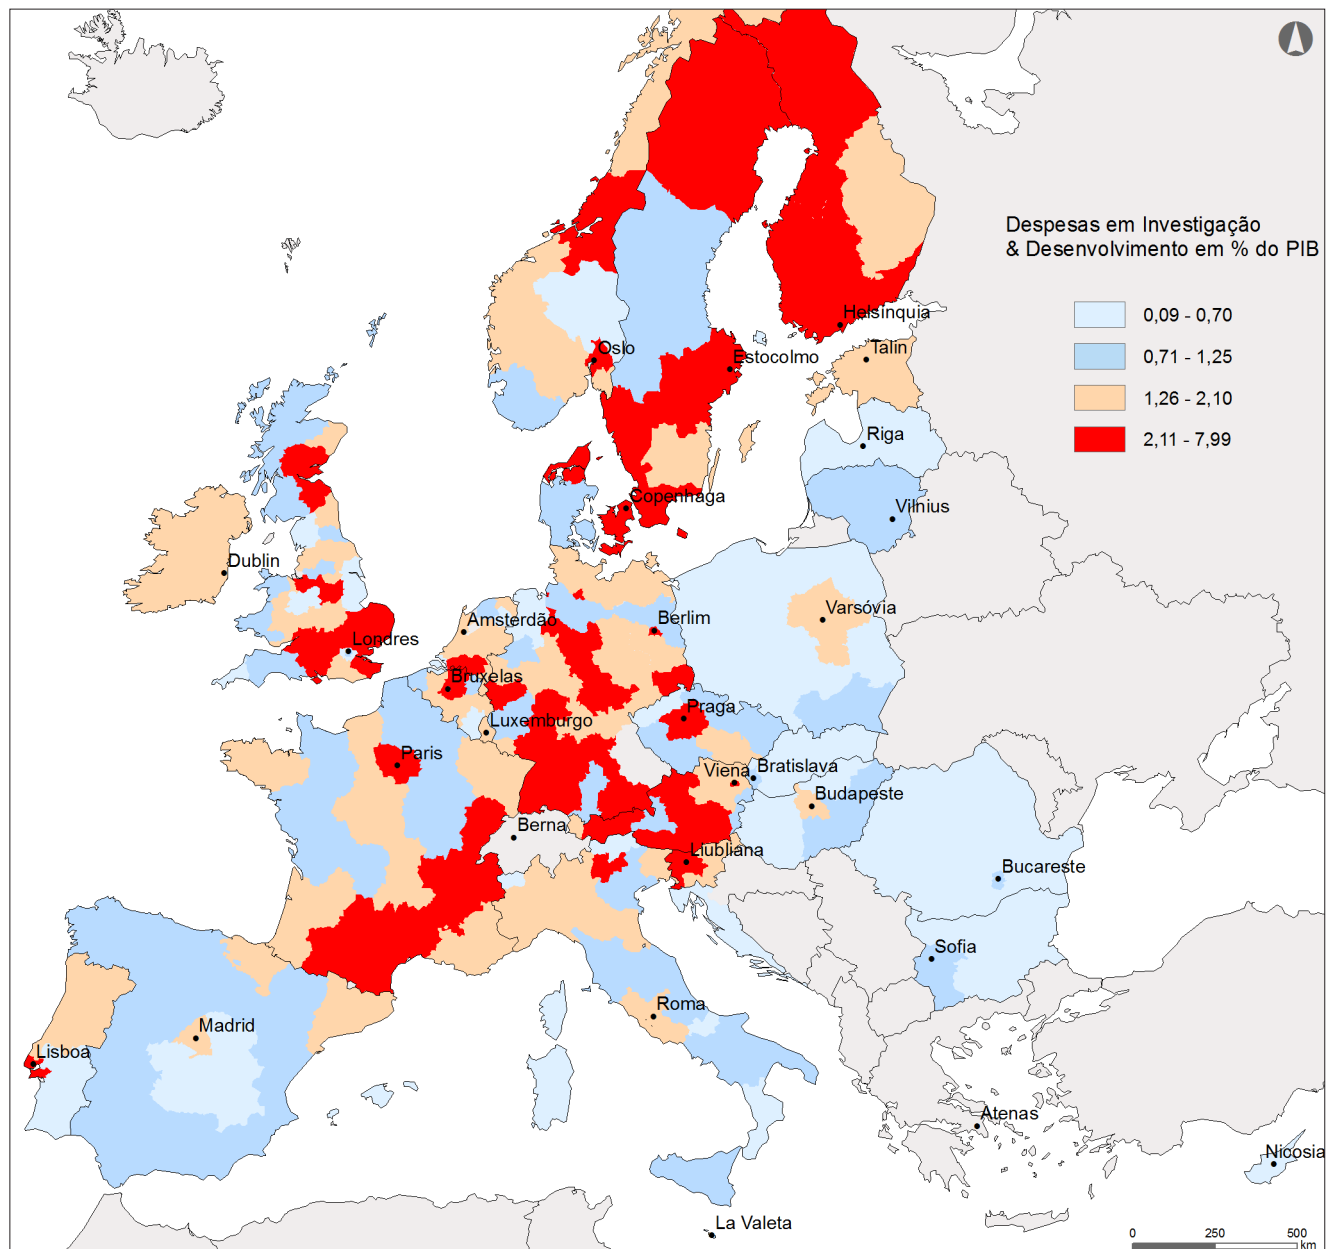 Despesas em Investigação
& Desenvolvimento em % do PIB
0,09 - 0,70
0,71 - 1,25
1,26 - 2,10
2,11 - 7,99
Helsínquia
Talin
Oslo
Estocolmo
Riga
Copenhaga
Vilnius
Dublin
Amsterdão
Berlim
Varsóvia
Londres
Bruxelas
Praga
Luxemburgo
Paris
Viena
Bratislava
Budapeste
Berna
Liubliana
Bucareste
Sofia
Roma
Madrid
Lisboa
Atenas
Nicosia
La Valeta
0 250 500
km